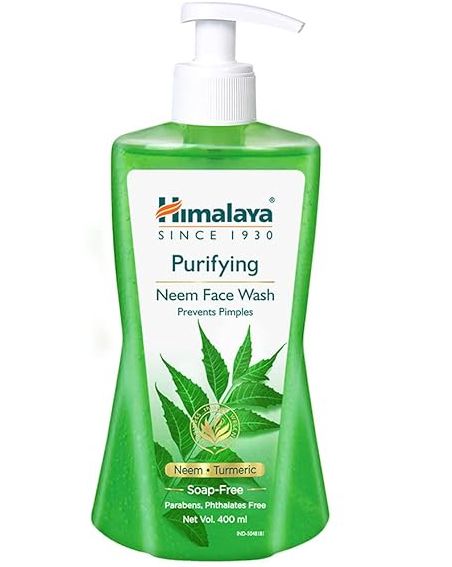 Himalaya®
SINCE 1930
Purifying
Neem Face Wash
Prevents Pimples
Neem • Turmeric
Soap-Free
Parabens, Phthalates Free
Net Vol. 400 ml